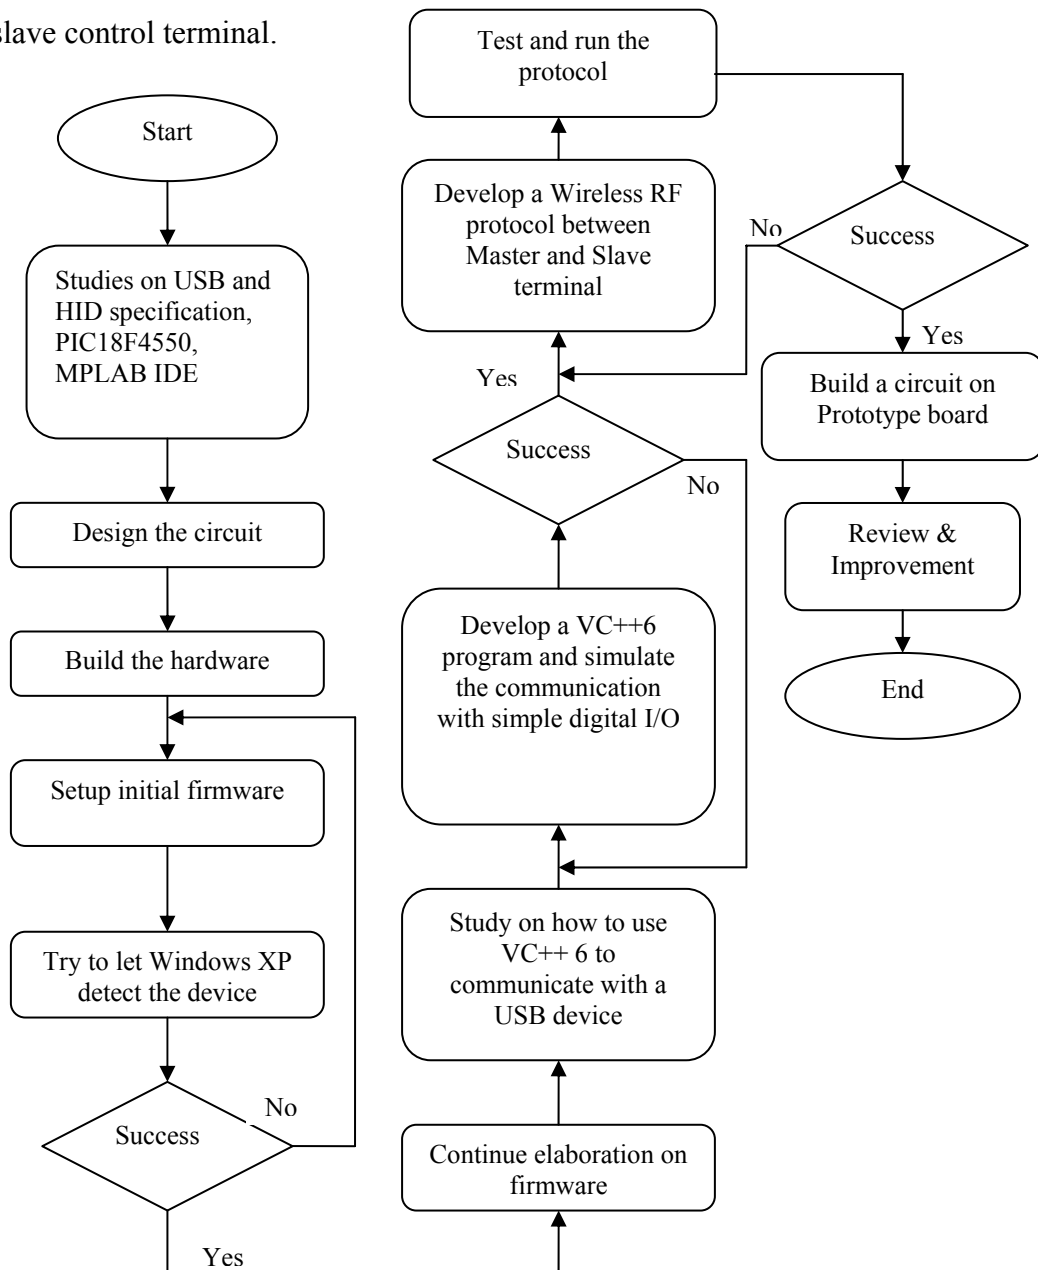 slave control terminal.
Start
Studies on USB and
HID specification,
PIC18F4550,
MPLAB IDE
Design the circuit
Build the hardware
Setup initial firmware
Try to let Windows XP
detect the device
Success
No
Yes
Continue elaboration on
firmware
Study on how to use
VC++ 6 to
communicate with a
USB device
Develop a VC++6
program and simulate
the communication
with simple digital I/O
Success
No
Yes
Develop a Wireless RF
protocol between
Master and Slave
terminal
Test and run the
protocol
Success
No
Yes
Build a circuit on
Prototype board
Review &
Improvement
End